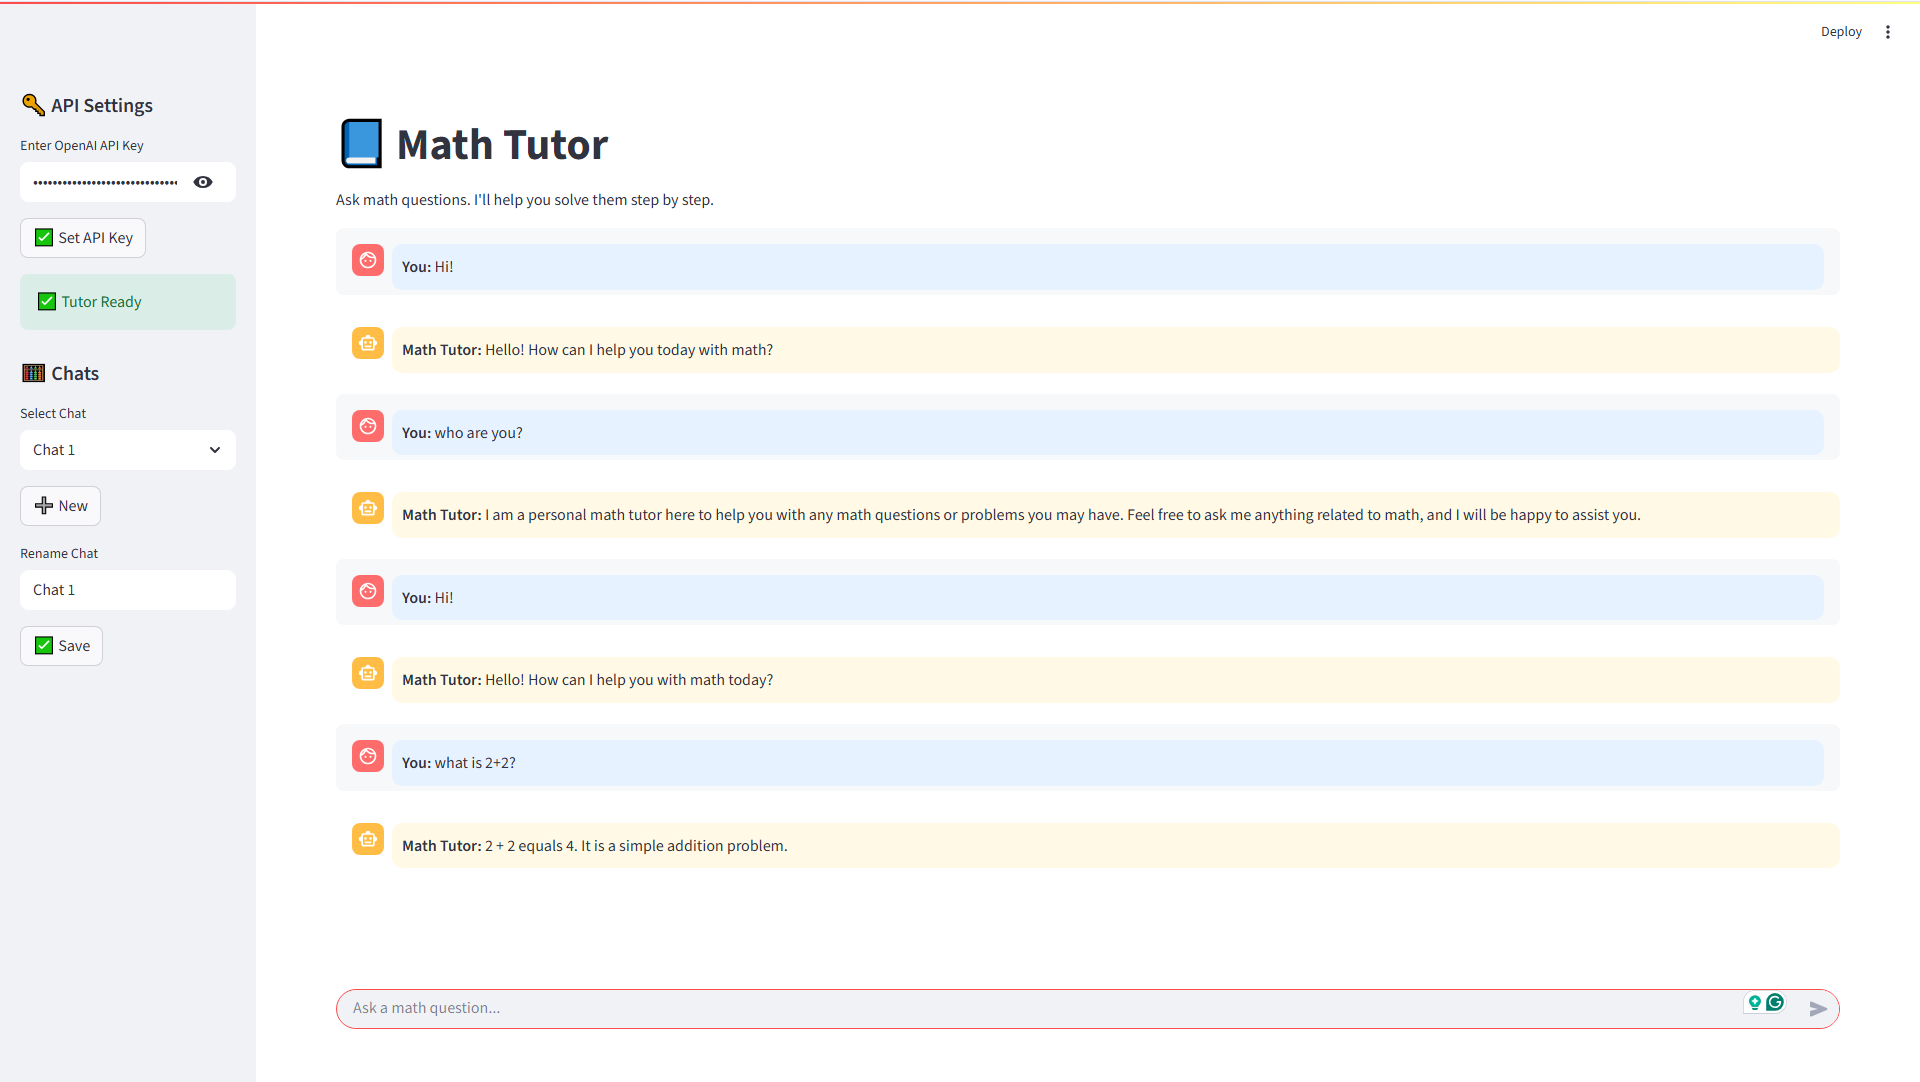 Deploy
API Settings
Enter OpenAI API Key
Set API Key
Tutor Ready
Chats
Select Chat
Chat 1
New
Rename Chat
Chat 1
Save
Math Tutor
Ask math questions. I'll help you solve them step by step.
You: Hi!
Math Tutor: Hello! How can I help you today with math?
You: who are you?
Math Tutor: I am a personal math tutor here to help you with any math questions or problems you may have. Feel free to ask me anything related to math, and I will be happy to assist you.
You: Hi!
Math Tutor: Hello! How can I help you with math today?
You: what is 2+2?
Math Tutor: 2 + 2 equals 4. It is a simple addition problem.
Ask a math question...